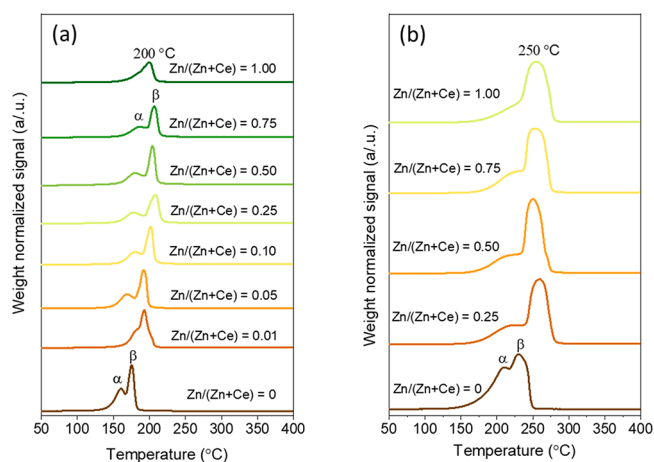 (a)
200 °C
Zn/(Zn+Ce) = 1.00
β
α
Zn/(Zn+Ce) = 0.75
Zn/(Zn+Ce) = 0.50
Zn/(Zn+Ce) = 0.25
Zn/(Zn+Ce) = 0.10
Zn/(Zn+Ce) = 0.05
Zn/(Zn+Ce) = 0.01
β
α
Zn/(Zn+Ce) = 0
50 100 150 200 250 300 350 400
Temperature (°C)
Weight normalized signal (a/.u.)
(b)
250 °C
Zn/(Zn+Ce) = 1.00
Zn/(Zn+Ce) = 0.75
Zn/(Zn+Ce) = 0.50
Zn/(Zn+Ce) = 0.25
β
α
Zn/(Zn+Ce) = 0
50 100 150 200 250 300 350 400
Temperature (°C)
Weight normalized signal (a/.u.)